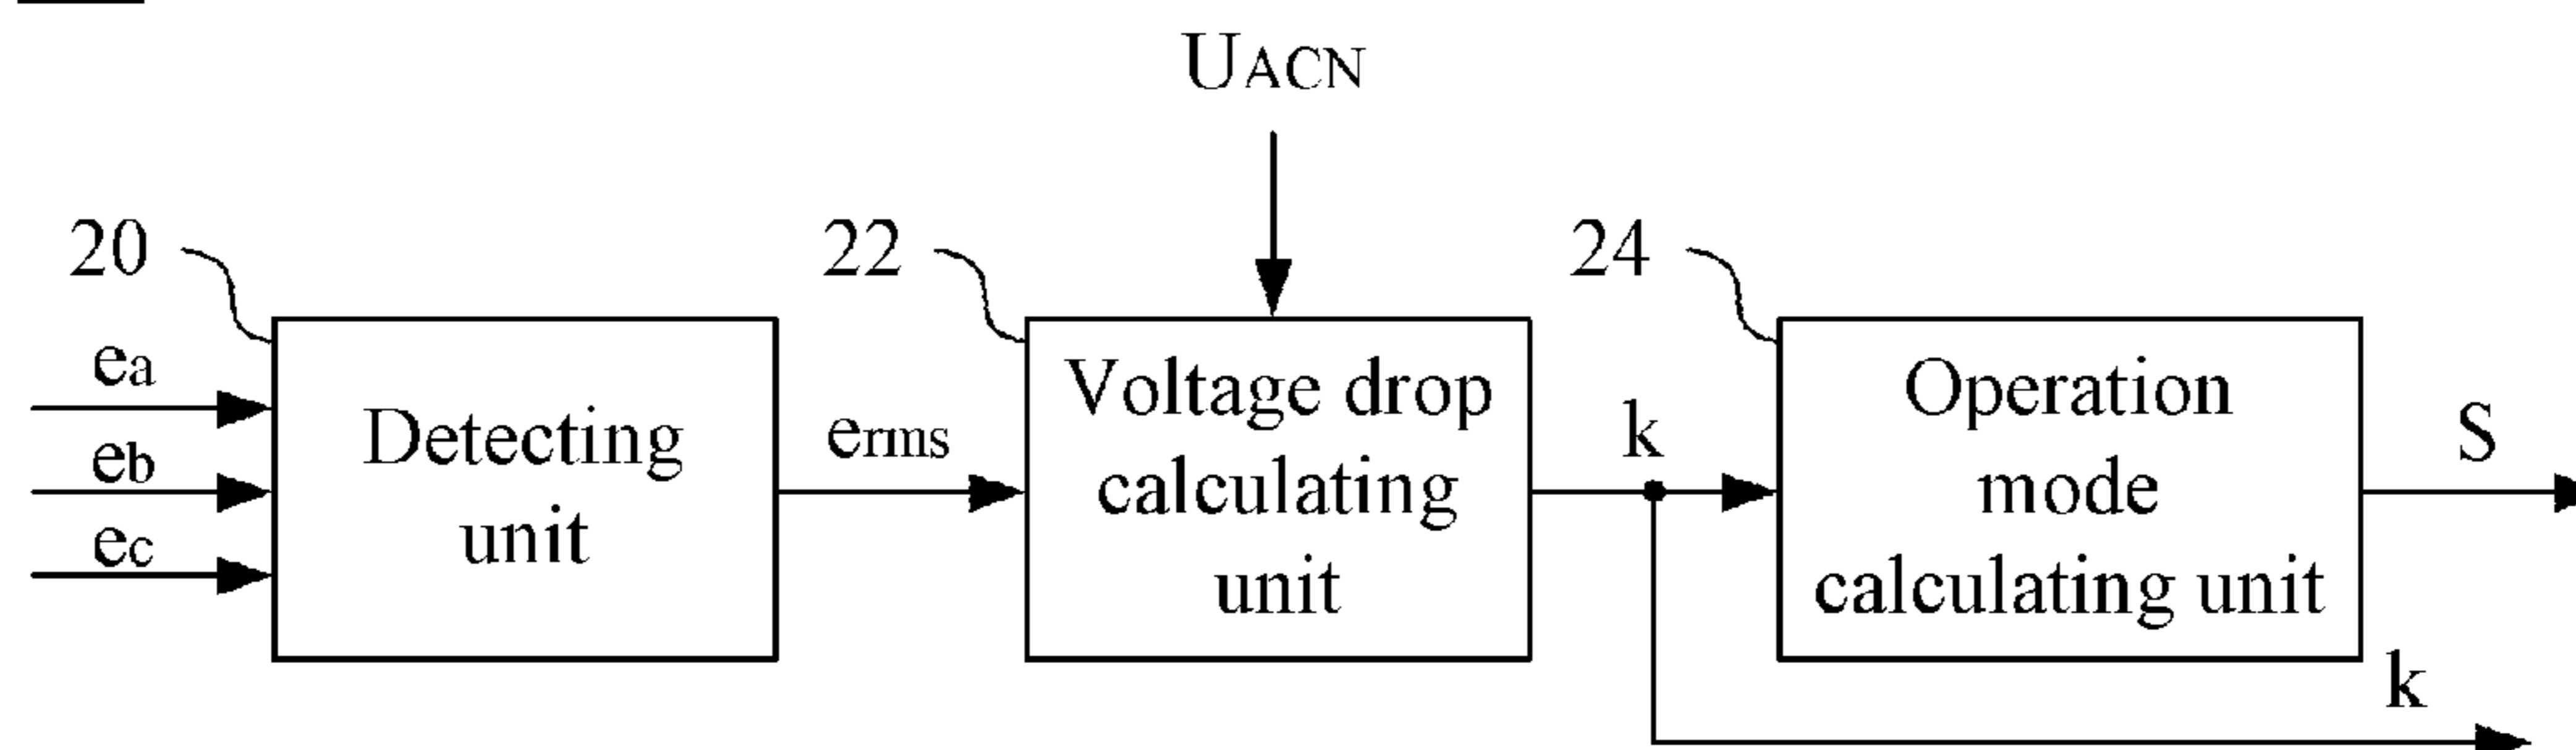 UACN
20
22
24
ea
eb
ec
Detecting
unit
erms
Voltage drop
calculating
unit
k
Operation
mode
calculating unit
S
k